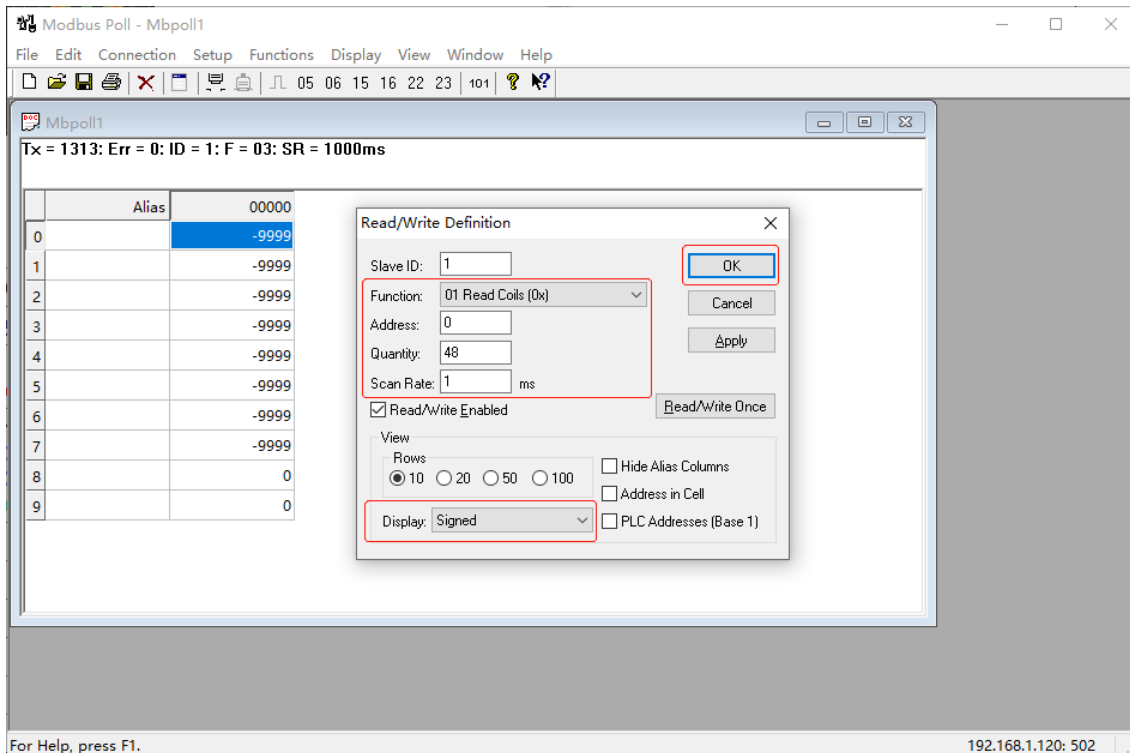 Modbus Poll - Mbpoll1
File Edit Connection Setup Functions Display View Window Help
05 06 15 16 22 23 101
Mbpoll1
Tx = 1313: Err = 0: ID = 1: F = 03: SR = 1000ms
Alias 00000
0 -9999
1 -9999
2 -9999
3 -9999
4 -9999
5 -9999
6 -9999
7 -9999
8 0
9 0
Read/Write Definition
Slave ID: 1
OK
Function: 01 Read Coils (0x)
Cancel
Address: 0
Apply
Quantity: 48
Scan Rate: 1 ms
Read/Write Enabled
Read/Write Once
View
Rows
10 20 50 100
Hide Alias Columns
Address in Cell
Display: Signed
PLC Addresses (Base 1)
For Help, press F1.
192.168.1.120: 502